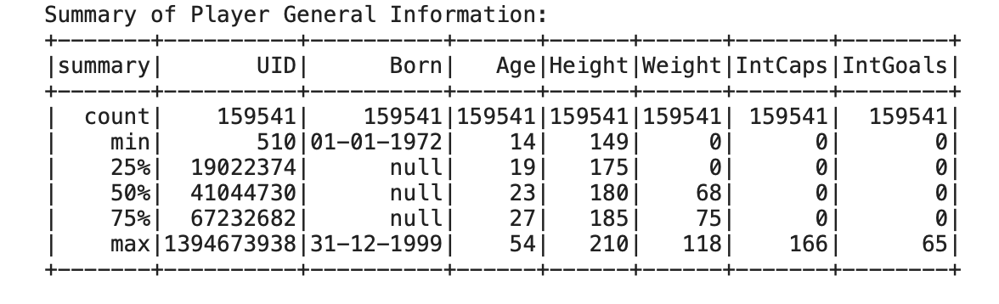 Summary of Player General Information:
+-------+----------+----------+------+------+------+-------+--------+
|summary|       UID|      Born|   Age|Height|Weight|IntCaps|IntGoals|
+-------+----------+----------+------+------+------+-------+--------+
|  count|    159541|    159541|159541|159541|159541| 159541|  159541|
|    min|       510|01-01-1972|    14|   149|     0|      0|       0|
|    25%|  19022374|      null|    19|   175|     0|      0|       0|
|    50%|  41044730|      null|    23|   180|    68|      0|       0|
|    75%|  67232682|      null|    27|   185|    75|      0|       0|
|    max|1394673938|31-12-1999|    54|   210|   118|    166|      65|
+-------+----------+----------+------+------+------+-------+--------+